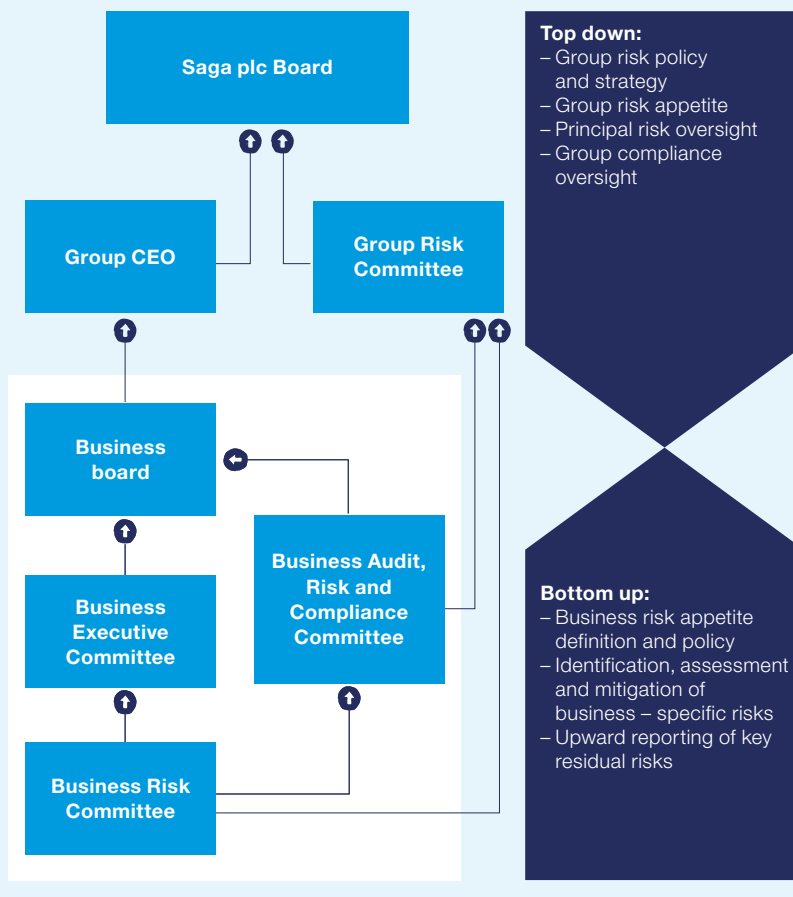 Saga plc Board
Group CEO
Group Risk
Committee
Business
board
Business Audit,
Risk and
Compliance
Committee
Business
Executive
Committee
Business Risk
Committee
Top down:
– Group risk policy
and strategy
– Group risk appetite
– Principal risk oversight
– Group compliance
oversight
Bottom up:
– Business risk appetite
definition and policy
– Identification, assessment
and mitigation of
business – specific risks
– Upward reporting of key
residual risks